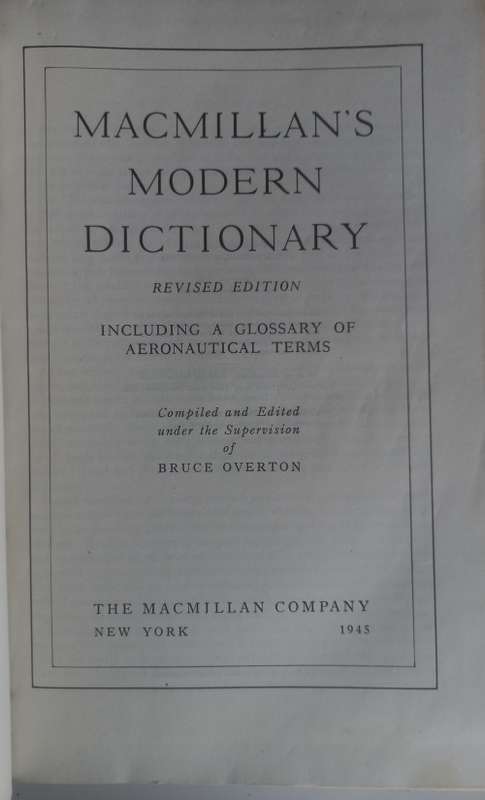 MACMILLAN'S
MODERN
DICTIONARY
REVISED EDITION
INCLUDING A GLOSSARY OF
AERONAUTICAL TERMS
Compiled and Edited
under the Supervision
of
BRUCE OVERTON
THE MACMILLAN COMPANY
NEW YORK 1945